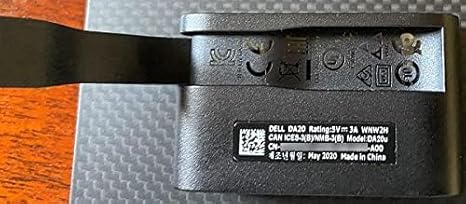 DELL DA20 Rating:5V⎓3A WNW2H
CAN ICES-3(B)/NMB-3(B) Model:DA20u
CN- -A00
제조년월일: May 2020 Made in China